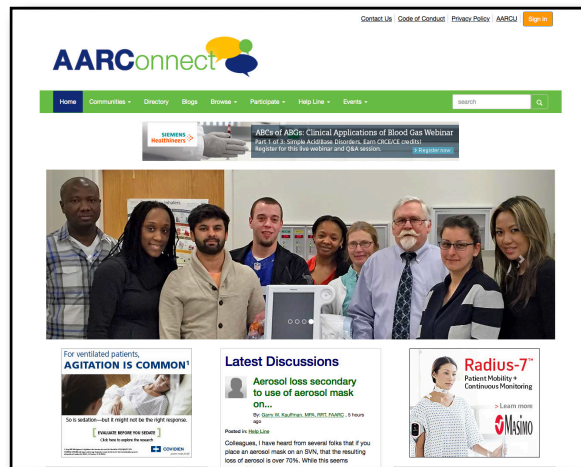 Contact Us Code of Conduct Privacy Policy AARCU Sign In
AARConnect
Home Communities Directory Blogs Browse Participate Help Line Events search
SIEMENS
Healthineers
ABCs of ABGs: Clinical Applications of Blood Gas Webinar
Part 1 of 3: Simple Acid/Base Disorders. Earn CRCE/CE credits!
Register for this live webinar and Q&A session.
Register now
For ventilated patients,
AGITATION IS COMMON¹
So is sedation—but it might not be the right response.
[ EVALUATE BEFORE YOU SEDATE ]
Click here to explore the research
COVIDIEN
Latest Discussions
Aerosol loss secondary
to use of aerosol mask
on...
By: Garry W. Kauffman, MPA, RRT, FAARC, 5 hours
ago
Posted in: Help Line
Colleagues, I have heard from several folks that if you
place an aerosol mask on an SVN, that the resulting
loss of aerosol is over 70%. While this seems
Radius-7™
Patient Mobility +
Continuous Monitoring
> Learn more
Masimo